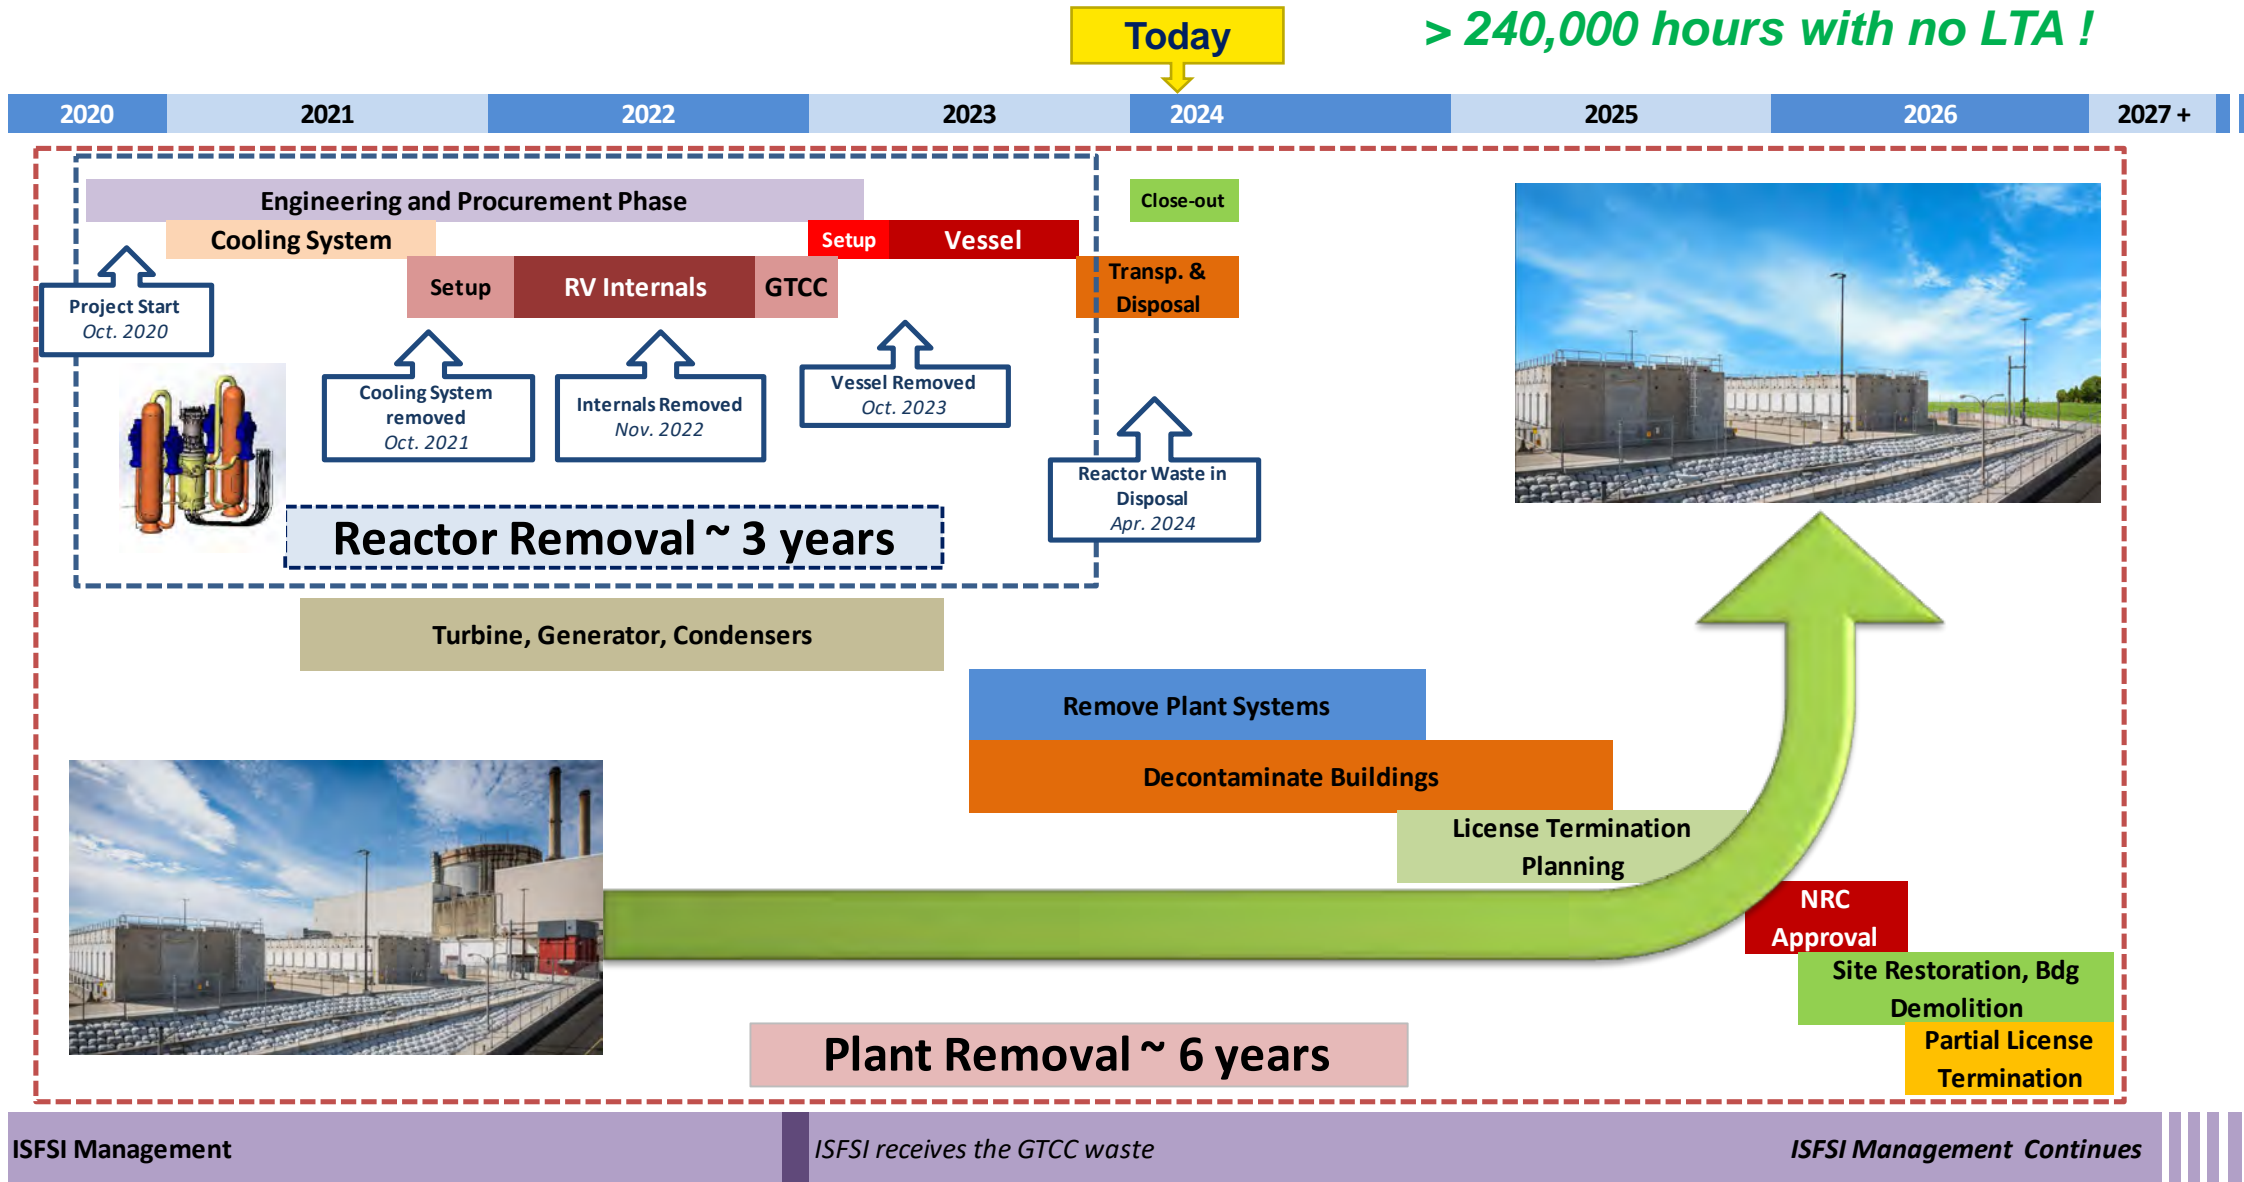 Today
> 240,000 hours with no LTA !
2020
2021
2022
2023
2024
2025
2026
2027 +
Engineering and Procurement Phase
Close-out
Cooling System
Setup
Vessel
Setup
RV Internals
GTCC
Transp. &
Disposal
Project Start
Oct. 2020
Cooling System
removed
Oct. 2021
Internals Removed
Nov. 2022
Vessel Removed
Oct. 2023
Reactor Waste in
Disposal
Apr. 2024
Reactor Removal ~ 3 years
Turbine, Generator, Condensers
Remove Plant Systems
Decontaminate Buildings
License Termination
Planning
NRC
Approval
Site Restoration, Bdg
Demolition
Partial License
Termination
Plant Removal ~ 6 years
ISFSI Management
ISFSI receives the GTCC waste
ISFSI Management Continues